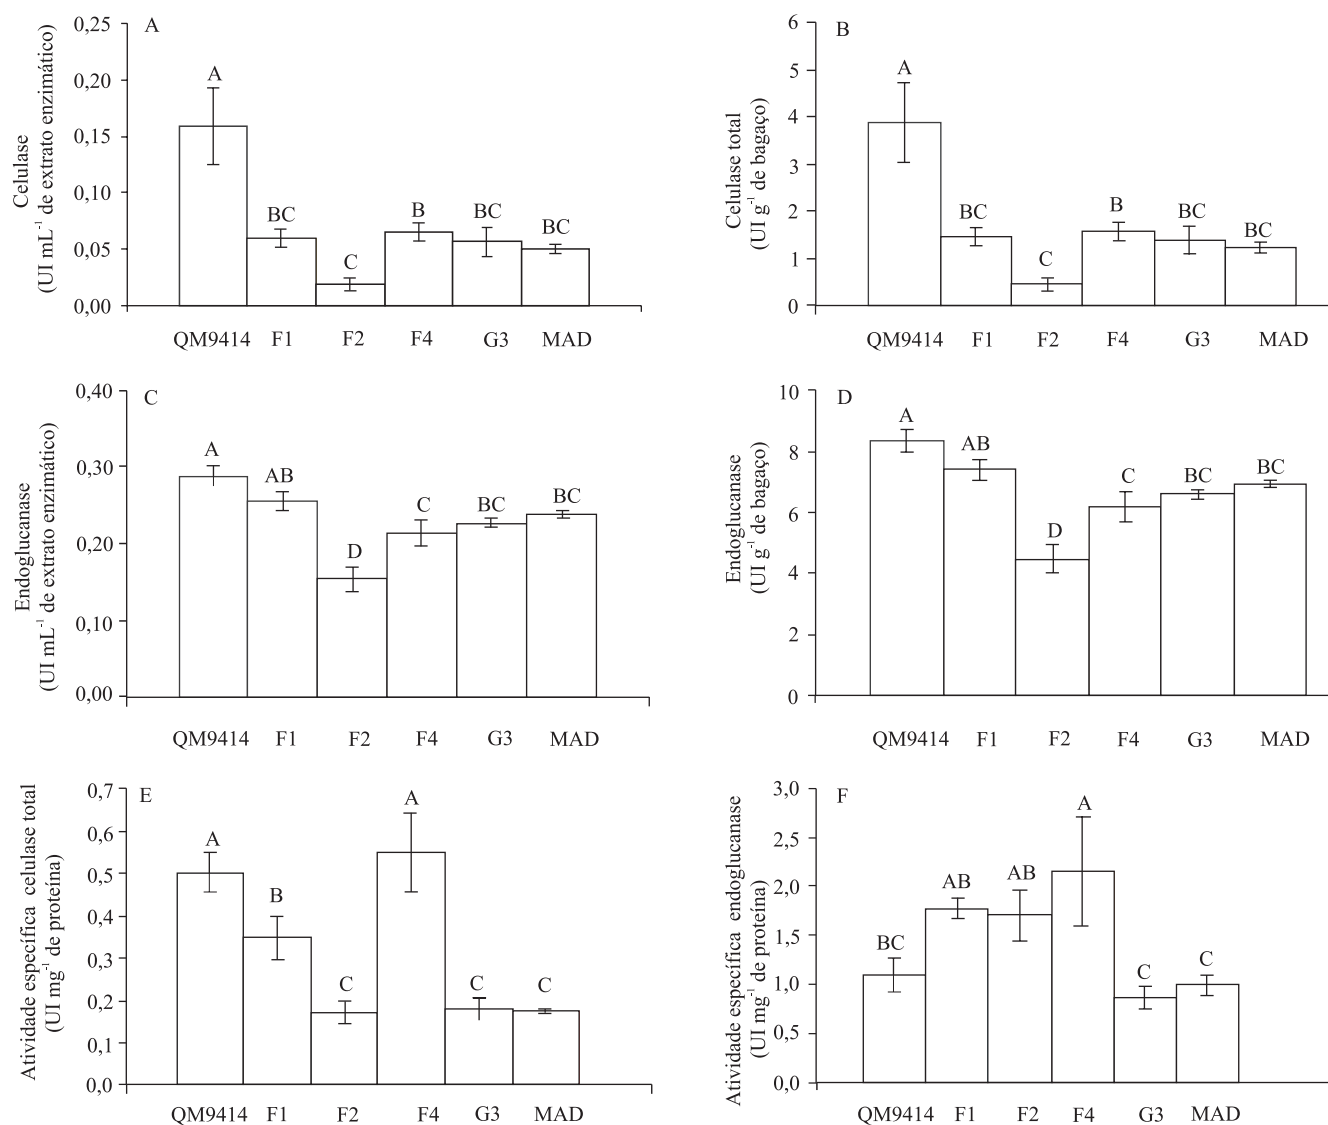 A
Celulase
(UI mL⁻¹ de extrato enzimático)
0,25
0,20
0,15
0,10
0,05
0,00
A
BC
C
B
BC
BC
QM9414 F1 F2 F4 G3 MAD
B
Celulase total
(UI g⁻¹ de bagaço)
6
5
4
3
2
1
0
A
BC
C
B
BC
BC
QM9414 F1 F2 F4 G3 MAD
C
Endoglucanase
(UI mL⁻¹ de extrato enzimático)
0,40
0,30
0,20
0,10
0,00
A
AB
D
C
BC
BC
QM9414 F1 F2 F4 G3 MAD
D
Endoglucanase
(UI g⁻¹ de bagaço)
10
8
6
4
2
0
A
AB
D
C
BC
BC
QM9414 F1 F2 F4 G3 MAD
E
Atividade específica celulase total
(UI mg⁻¹ de proteína)
0,7
0,6
0,5
0,4
0,3
0,2
0,1
0,0
A
B
C
A
C
C
QM9414 F1 F2 F4 G3 MAD
F
Atividade específica endoglucanase
(UI mg⁻¹ de proteína)
3,0
2,5
2,0
1,5
1,0
0,5
0,0
BC
AB
AB
A
C
C
QM9414 F1 F2 F4 G3 MAD